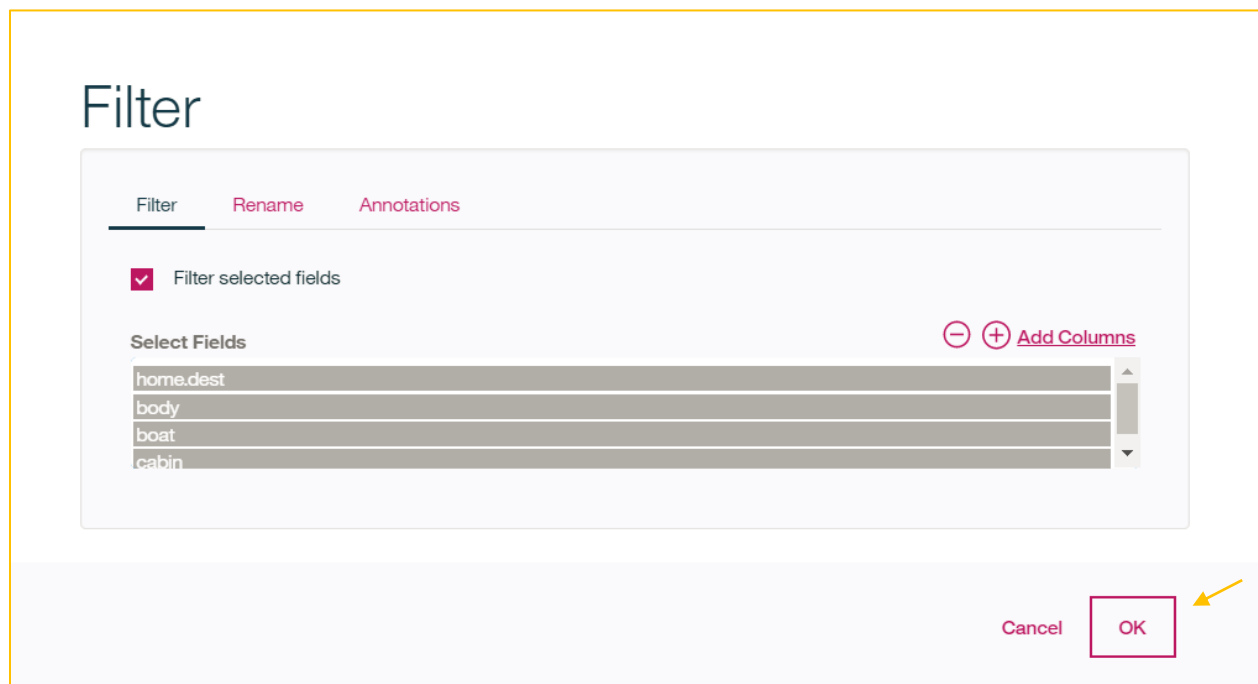 Filter
Filter Rename Annotations
Filter selected fields
Select Fields Add Columns
home.dest
body
boat
cabin
Cancel OK